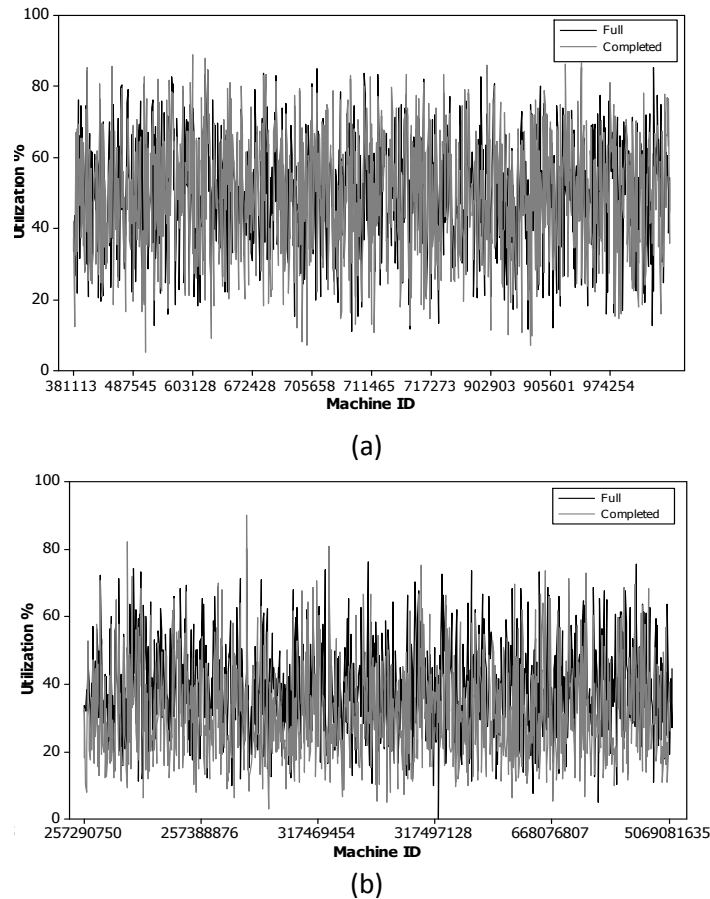 100
Full
Completed
80
60
Utilization %
40
20
0
381113 487545 603128 672428 705658 711465 717273 902903 905601 974254
Machine ID
(a)
100
Full
Completed
80
60
Utilization %
40
20
0
257290750 257388876 317469454 317497128 668076807 5069081635
Machine ID
(b)